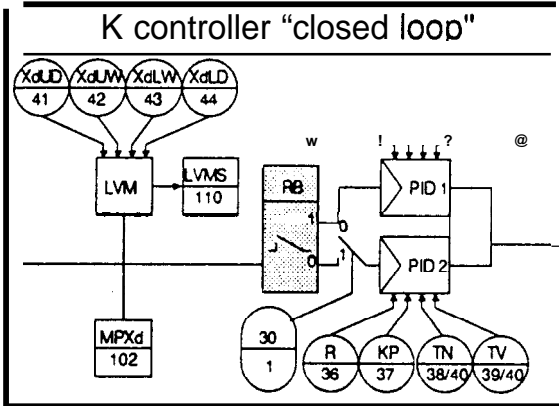 K controller “closed loop"
XdUD XdUW XdLW XdLD
41 42 43 44
w ! ? @
LVM LVMS
110
RB
PID 1
4 0
0 1
PID 2
MPXd
102
30
1
R KP TN TV
36 37 38/40 39/40